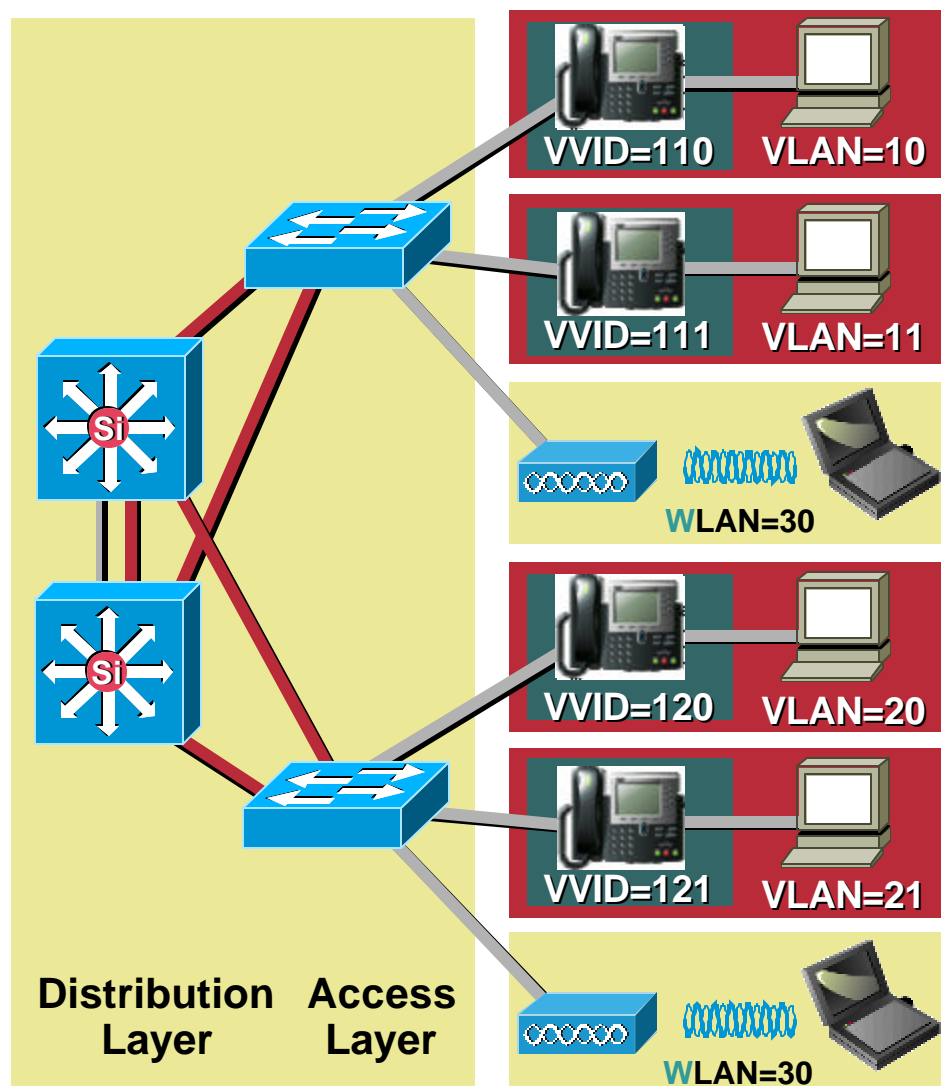 VVID=110
VLAN=10
VVID=111
VLAN=11
Si
WLAN=30
Si
VVID=120
VLAN=20
VVID=121
VLAN=21
Distribution
Layer
Access
Layer
WLAN=30